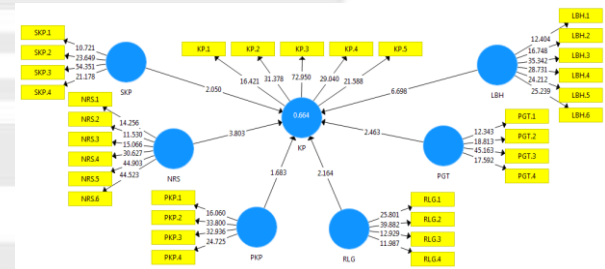 SKP.1
SKP.2
SKP.3
SKP.4
10.721
23.649
54.351
21.178
SKP
KP.1
KP.2
KP.3
KP.4
KP.5
16.421
31.378
72.950
29.040
21.588
0.664
KP
LBH.1
LBH.2
LBH.3
LBH.4
LBH.5
LBH.6
12.404
16.748
35.342
28.731
24.212
25.239
LBH
2.050
6.698
NRS.1
NRS.2
NRS.3
NRS.4
NRS.5
NRS.6
14.256
11.530
15.066
30.627
44.903
44.523
NRS
3.803
2.463
PGT.1
PGT.2
PGT.3
PGT.4
12.343
18.813
45.163
17.592
PGT
1.683
2.164
PKP.1
PKP.2
PKP.3
PKP.4
16.060
33.800
32.936
24.725
PKP
RLG.1
RLG.2
RLG.3
RLG.4
25.801
39.882
12.929
11.987
RLG